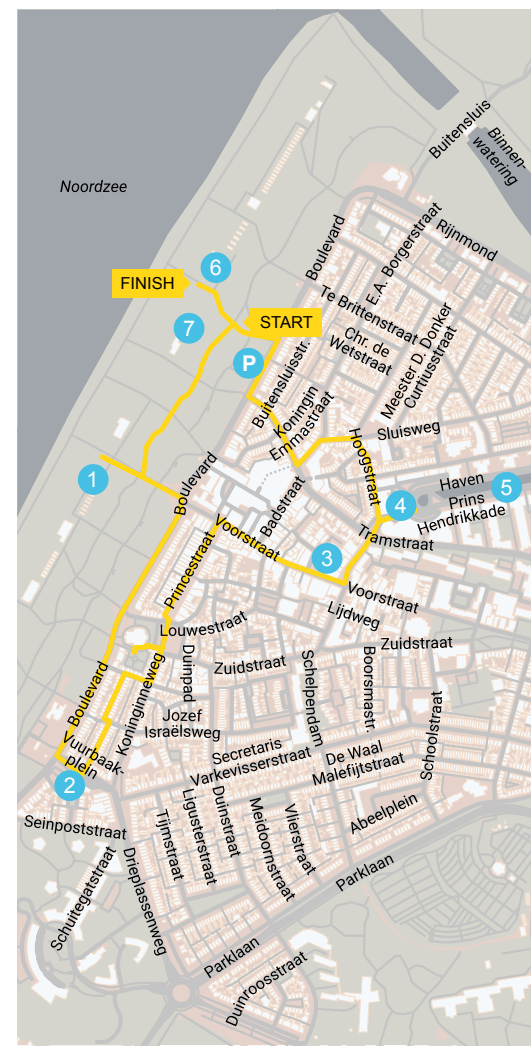 Buitensluis
Binnen-
watering
Noordzee
Boulevard
E.A. Borgerstraat
Rijnmond
6
FINISH
Te Brittenstraat
7
START
Chr. de
Wetstraat
Meester D. Donker
Curtiusstraat
P
Buitensluisstr.
Koningin
Emmastraat
Hoogstraat
Sluisweg
1
Boulevard
Badstraat
Haven
5
Prins
Hendrikkade
4
Voorstraat
Tramstraat
Princestraat
3
Voorstraat
Lijdweg
Louwestraat
Zuidstraat
Duinpad
Zuidstraat
Schelpendam
Boorsmastr.
Koninginneweg
Boulevard
Schoolstraat
Jozef
Israëlsweg
Vuurbaak-
plein
Secretaris
Varkevisserstraat
De Waal
Malefijtstraat
2
Seinpoststraat
Tijmstraat
Ligusterstraat
Duinstraat
Meidoornstraat
Vlierstraat
Abeelplein
Schuitegatstraat
Drieplassenweg
Parklaan
Parklaan
Duinroosstraat